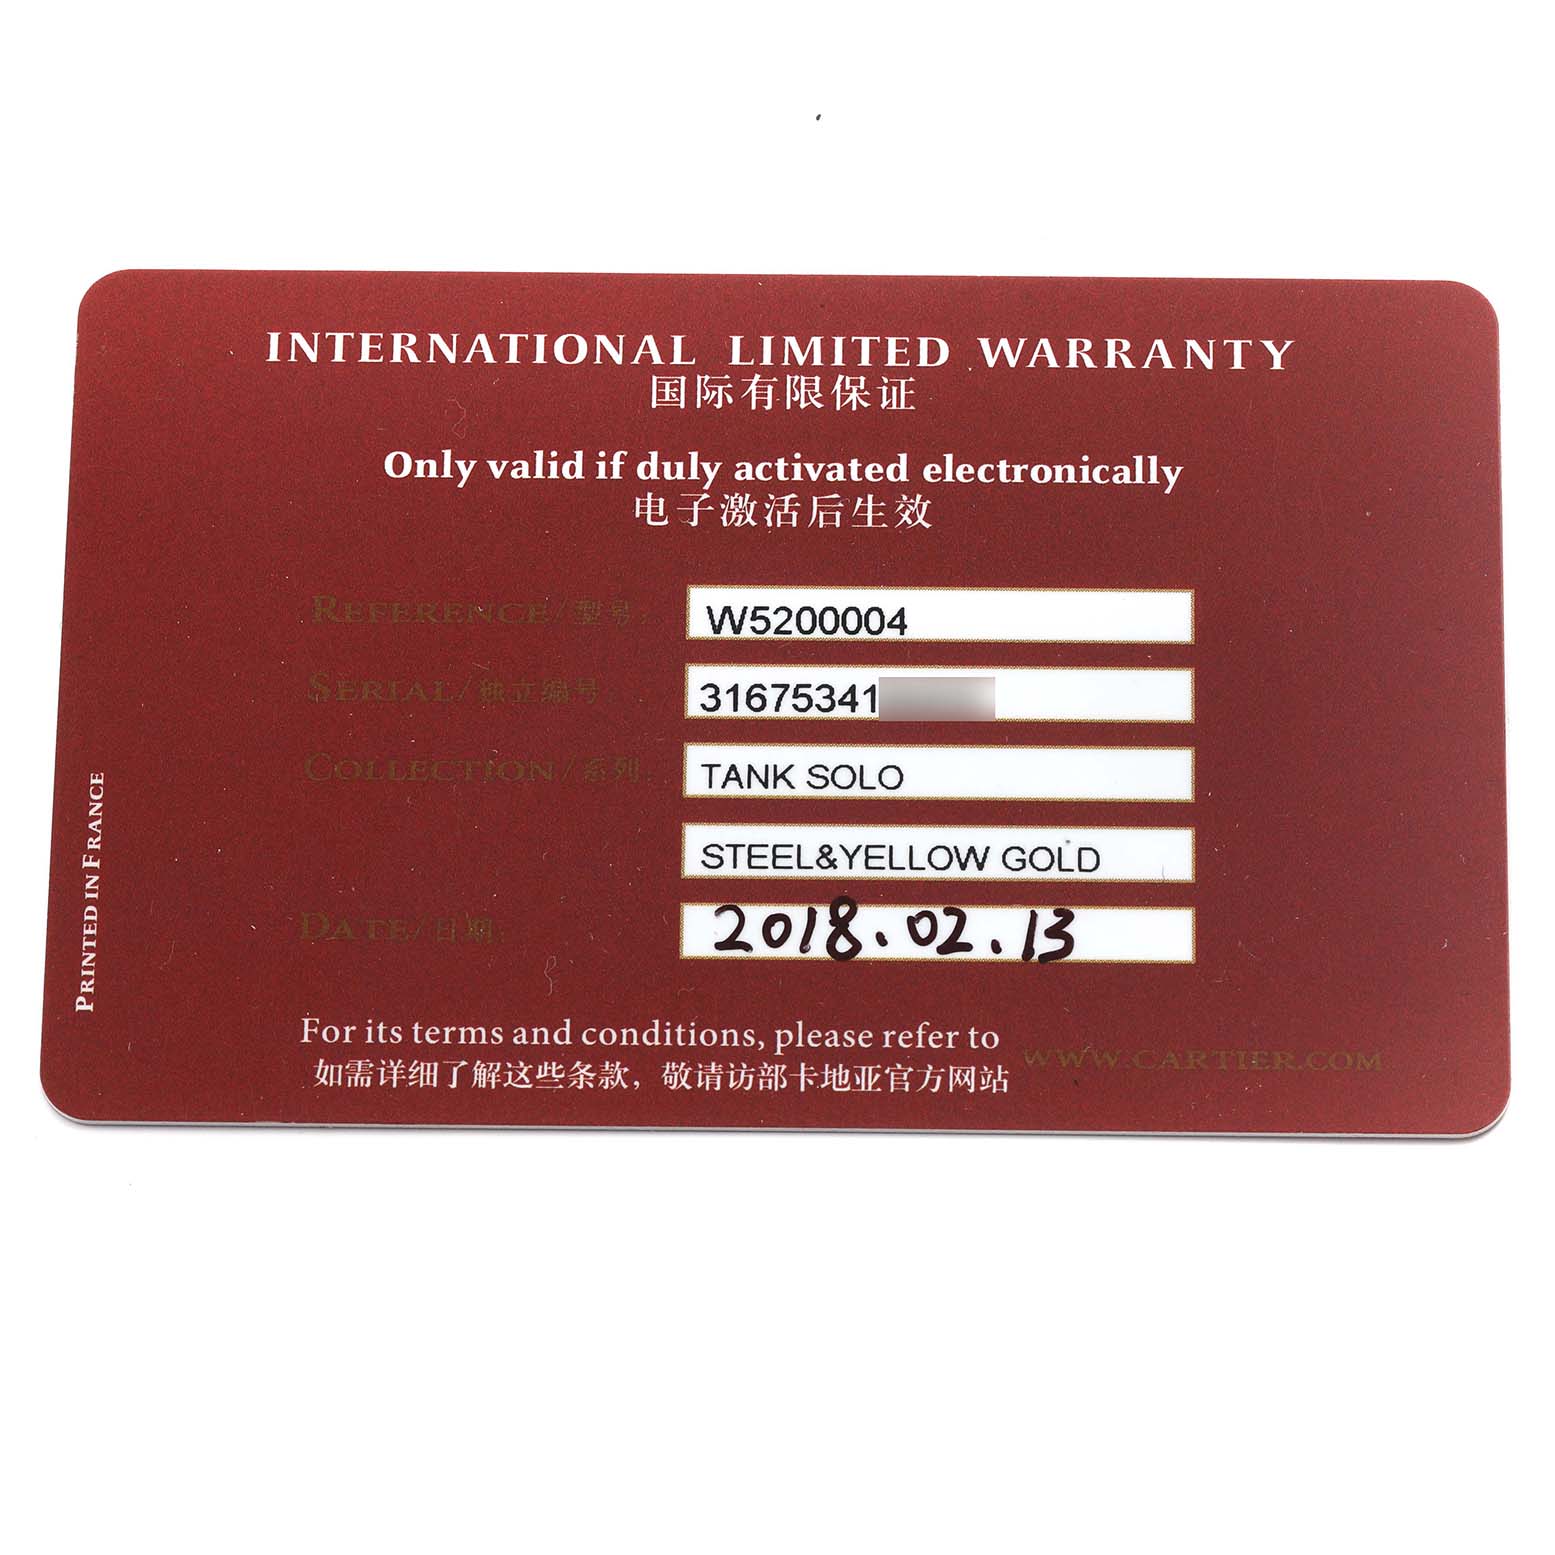 INTERNATIONAL LIMITED WARRANTY
国际有限保证
Only valid if duly activated electronically
电子激活后生效
REFERENCE/型号: W5200004
SERIAL/独立编号: 31675341
COLLECTION/系列: TANK SOLO
STEEL&YELLOW GOLD
DATE/日期: 2018.02.13
For its terms and conditions, please refer to
如需详细了解这些条款，敬请访部卡地亚官方网站
WWW.CARTIER.COM
PRINTED IN FRANCE